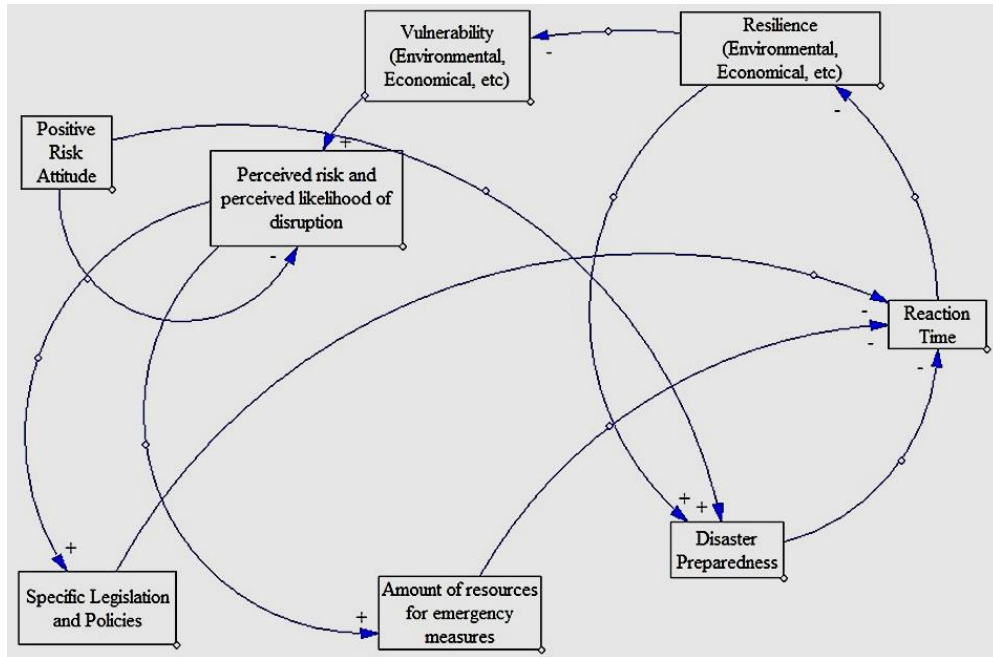 Vulnerability
(Environmental,
Economical, etc)
Resilience
(Environmental,
Economical, etc)
-
-
Positive
Risk
Attitude
+
Perceived risk and
perceived likelihood of
disruption
-
Reaction
Time
-
-
-
+
+
+
Disaster
Preparedness
Specific Legislation
and Policies
+
Amount of resources
for emergency
measures